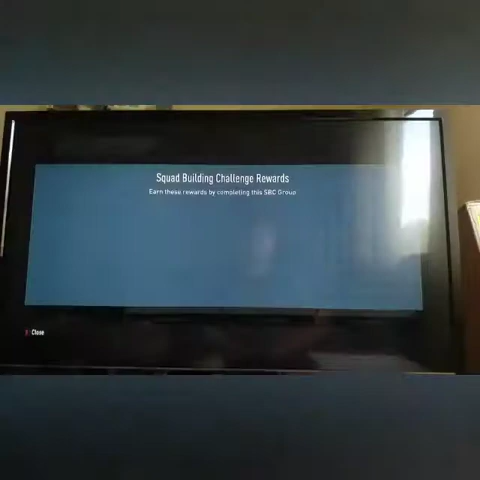 Squad Building Challenge Rewards
Earn these rewards by completing this SBC Group
Close